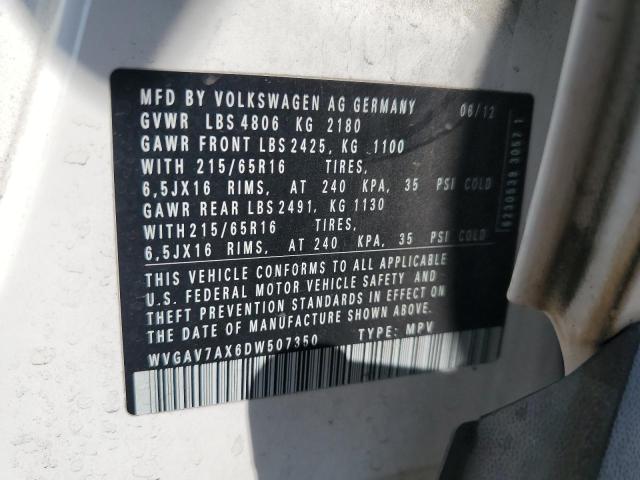 MFD BY VOLKSWAGEN AG GERMANY 06/12
GVWR LBS 4806 KG 2180
GAWR FRONT LBS 2425, KG 1100
WITH 215/65R16 TIRES,
6,5JX16 RIMS, AT 240 KPA, 35 PSI COLD
GAWR REAR LBS 2491, KG 1130
WITH 215/65R16 TIRES,
6,5JX16 RIMS, AT 240 KPA, 35 PSI COLD
THIS VEHICLE CONFORMS TO ALL APPLICABLE
U.S. FEDERAL MOTOR VEHICLE SAFETY AND
THEFT PREVENTION STANDARDS IN EFFECT ON
THE DATE OF MANUFACTURE SHOWN ABOVE.
WVGAV7AX6DW507350 TYPE: MPV